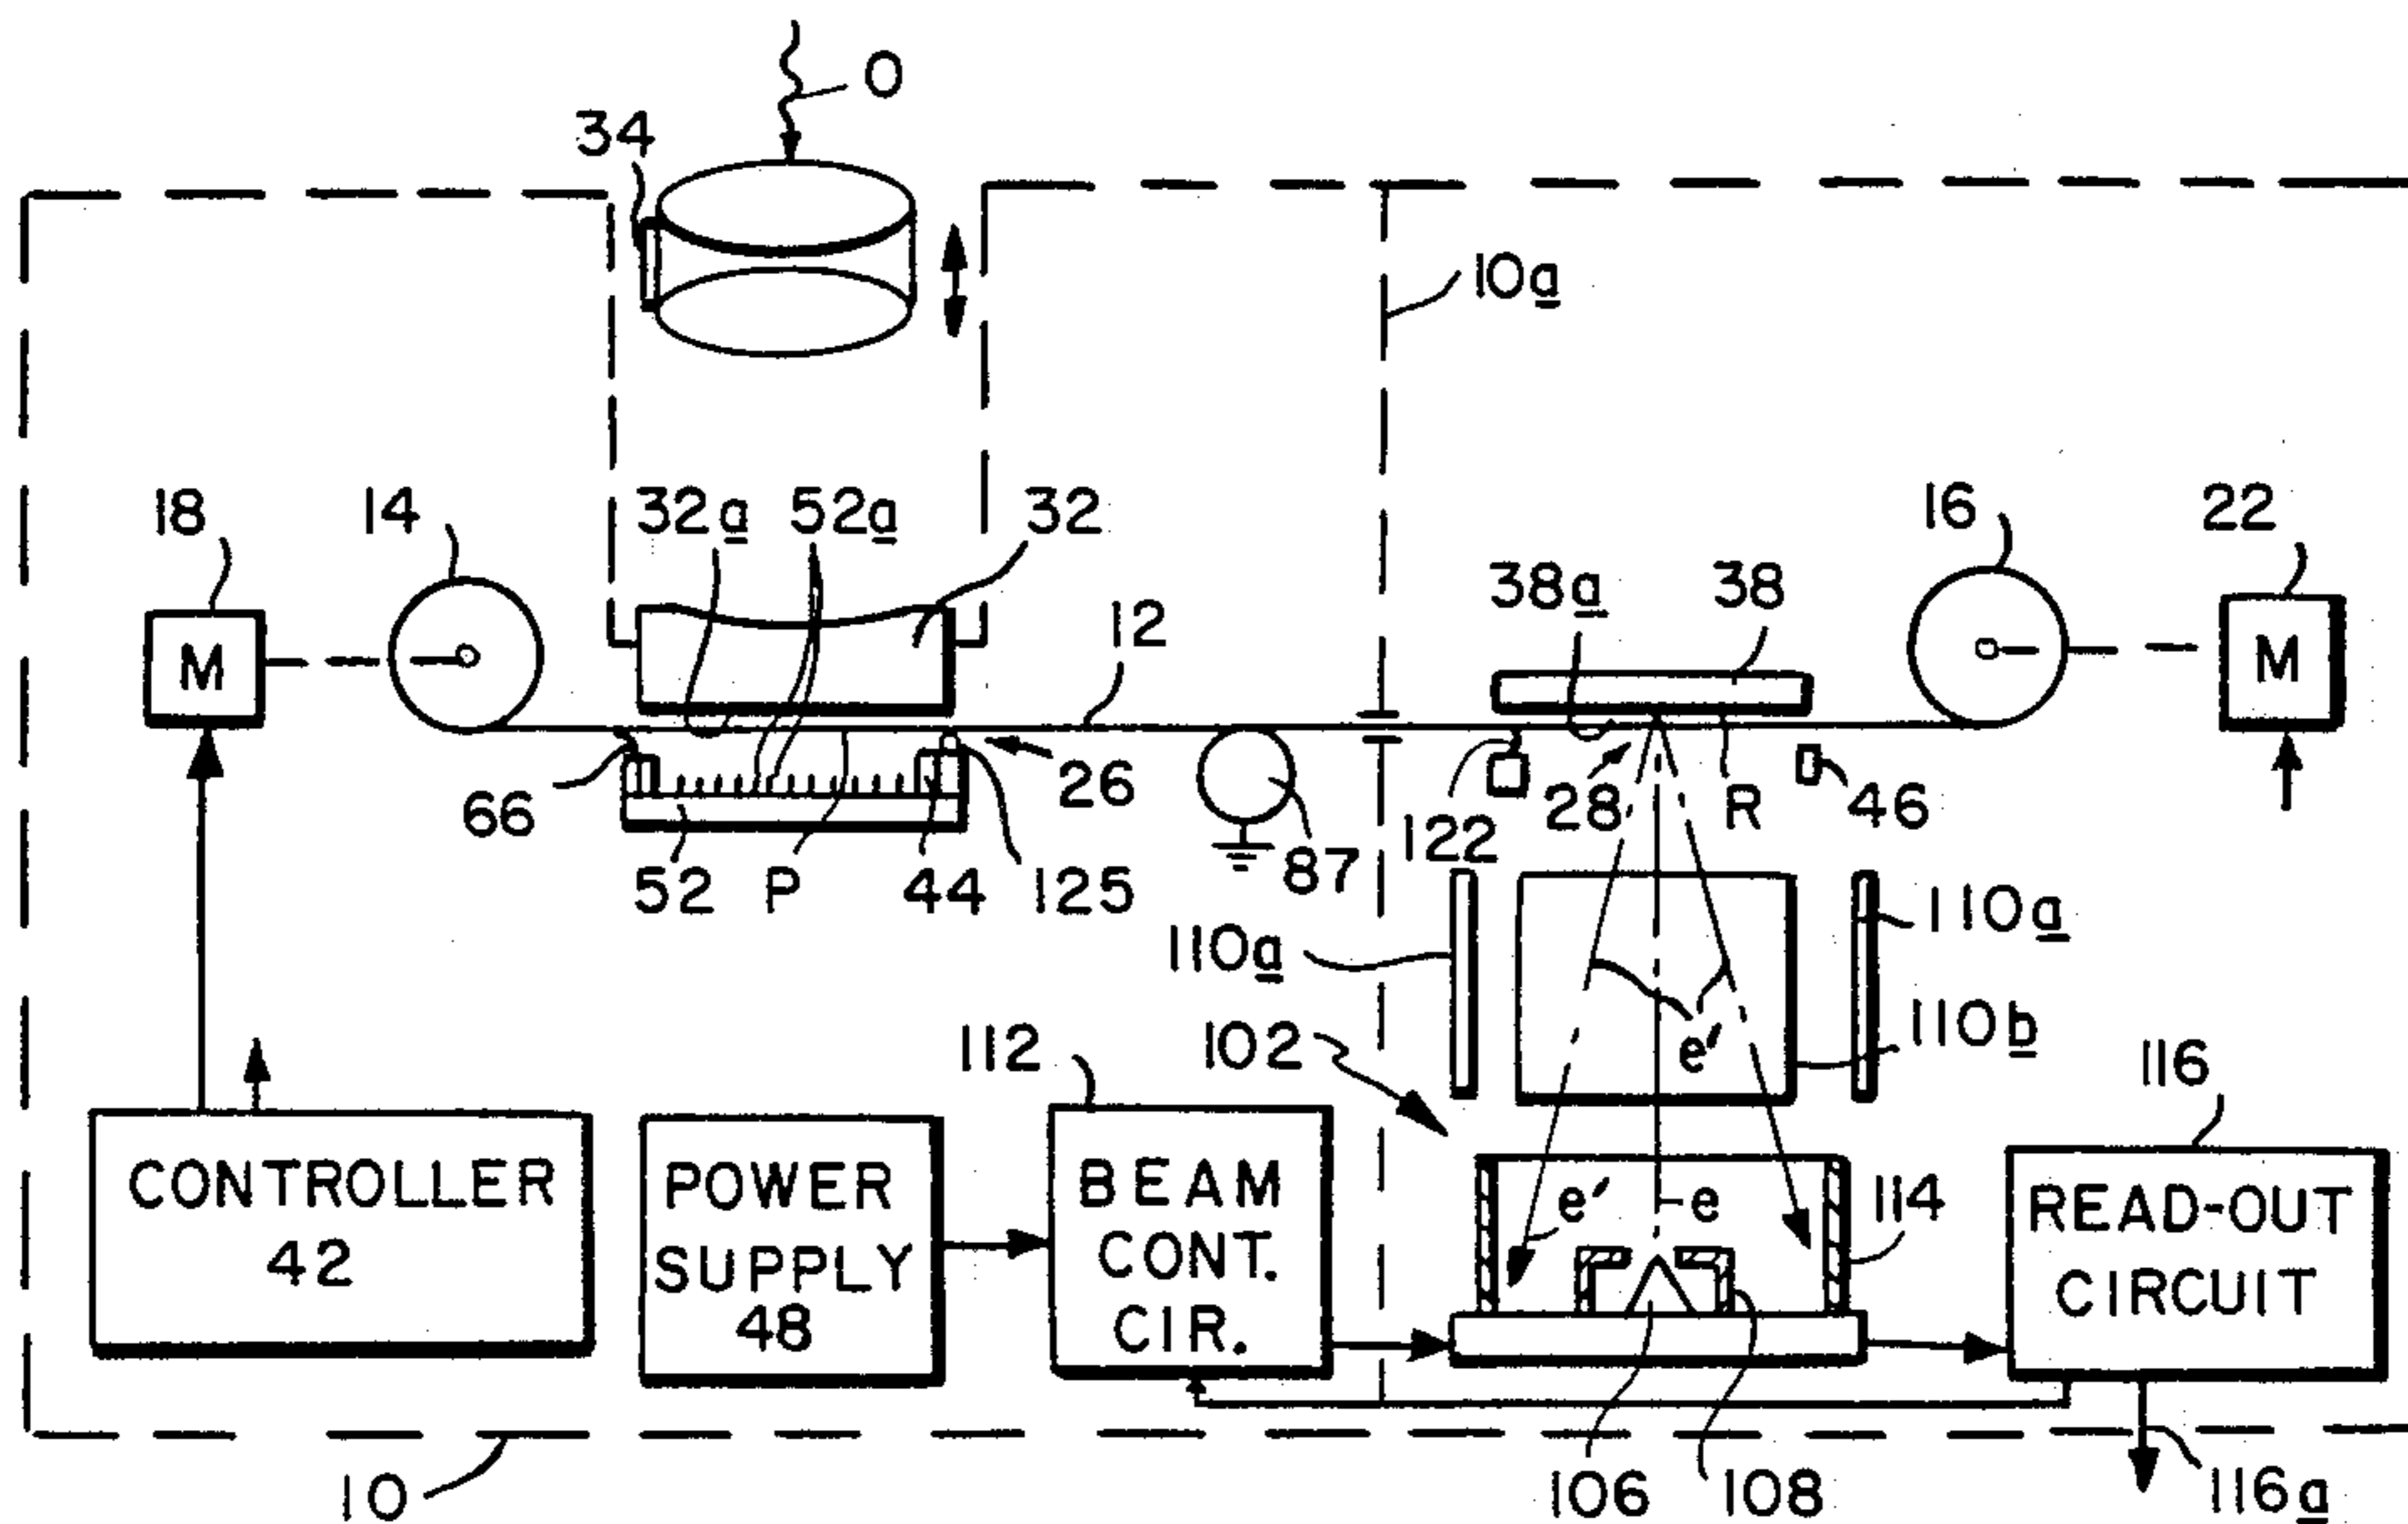 O
34
10a
18
14
32a
52a
32
16
22
38a
38
12
M
M
66
26
28
R
46
122
52
P
44
125
87
110a
110a
e'
110b
102
112
116
CONTROLLER
42
POWER
SUPPLY
48
BEAM
CONT.
CIR.
e'
e
114
READ-OUT
CIRCUIT
10
106
108
116a